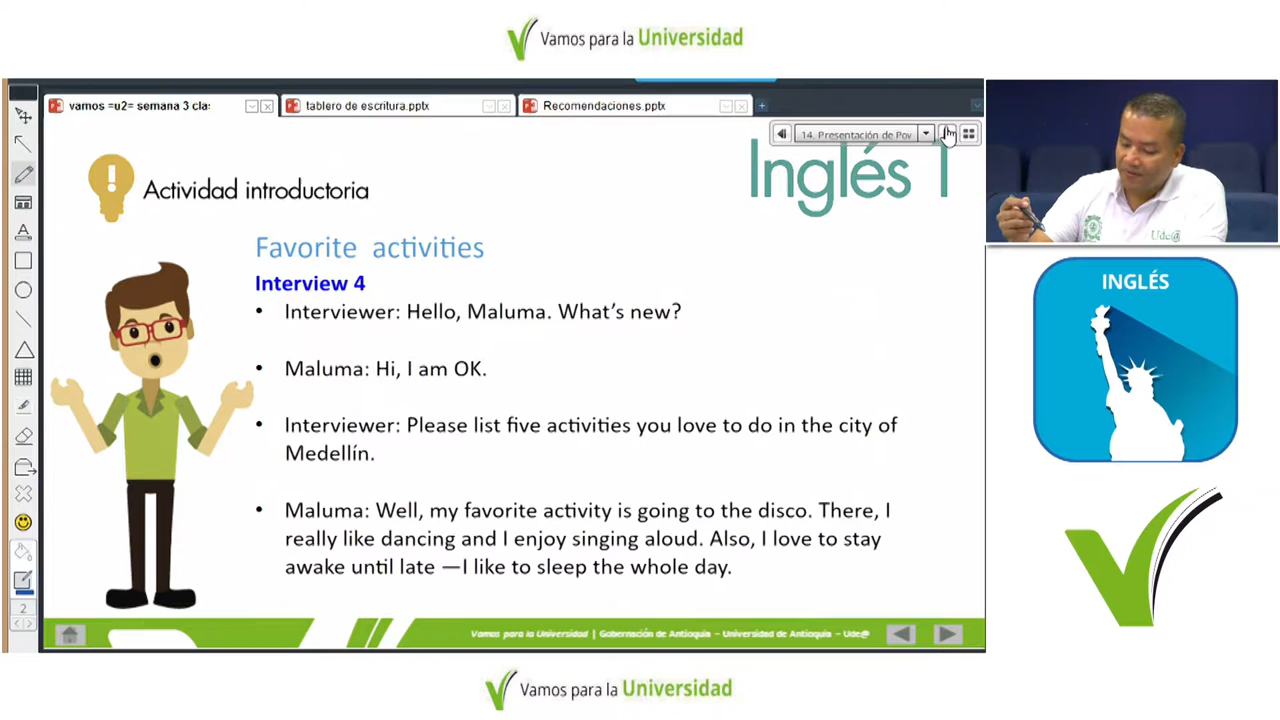 Vamos para la Universidad
vamos =u2= semana 3 cla:
tablero de escritura.pptx
Recomendaciones.pptx
14. Presentación de Pov
Inglés 1
Actividad introductoria
Favorite activities
Interview 4
• Interviewer: Hello, Maluma. What's new?
• Maluma: Hi, I am OK.
• Interviewer: Please list five activities you love to do in the city of
Medellín.
• Maluma: Well, my favorite activity is going to the disco. There, I
really like dancing and I enjoy singing aloud. Also, I love to stay
awake until late —I like to sleep the whole day.
Ude@
INGLÉS
2
Vamos para la Universidad | Gobernación de Antioquia – Universidad de Antioquia – Ude@
Vamos para la Universidad